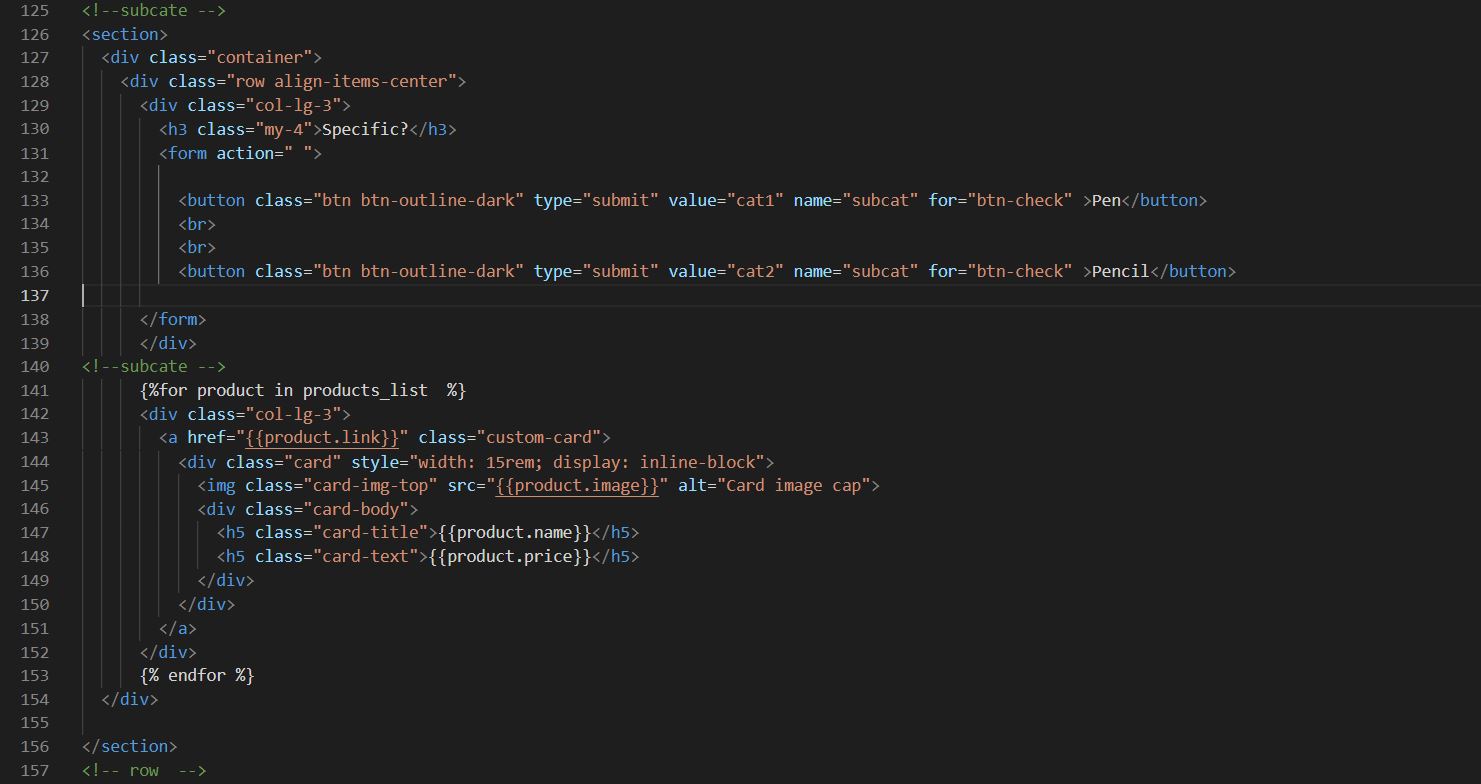 125 <!--subcate -->
126 <section>
127 <div class="container">
128 <div class="row align-items-center">
129 <div class="col-lg-3">
130 <h3 class="my-4">Specific?</h3>
131 <form action=" ">
132
133 <button class="btn btn-outline-dark" type="submit" value="cat1" name="subcat" for="btn-check" >Pen</button>
134 <br>
135 <br>
136 <button class="btn btn-outline-dark" type="submit" value="cat2" name="subcat" for="btn-check" >Pencil</button>
137
138 </form>
139 </div>
140 <!--subcate -->
141 {%for product in products_list  %}
142 <div class="col-lg-3">
143 <a href="{{product.link}}" class="custom-card">
144 <div class="card" style="width: 15rem; display: inline-block">
145 <img class="card-img-top" src="{{product.image}}" alt="Card image cap">
146 <div class="card-body">
147 <h5 class="card-title">{{product.name}}</h5>
148 <h5 class="card-text">{{product.price}}</h5>
149 </div>
150 </div>
151 </a>
152 </div>
153 {% endfor %}
154 </div>
155
156 </section>
157 <!-- row  -->